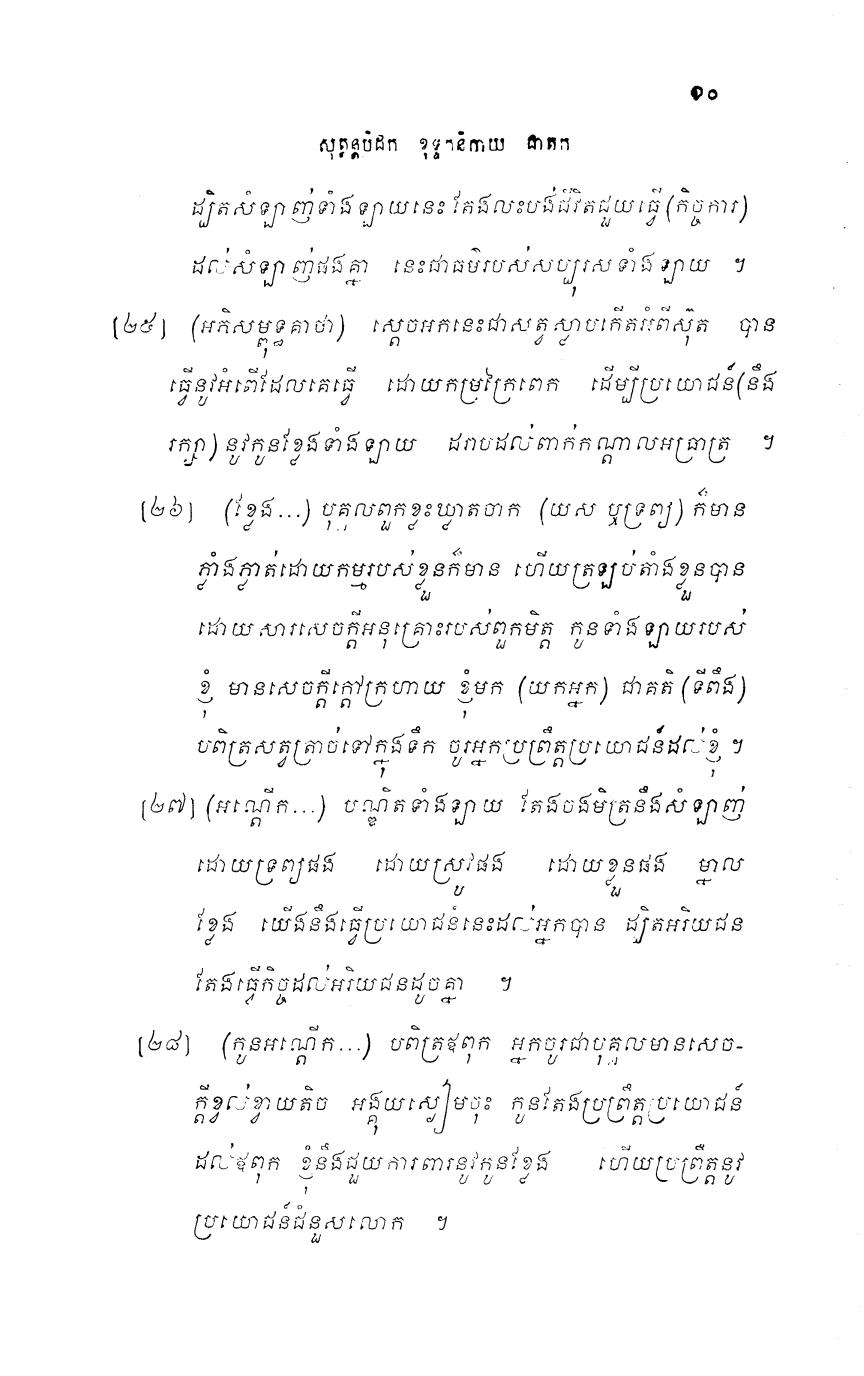 ១០
សុត្តន្តបិដក ខុទ្ទកនិកាយ ជាតក
ដ្បិតសំឡាញ់ទាំងឡាយនេះ តែងលះបង់ជីវិតជួយធ្វើ (កិច្ចការ)
ដល់សំឡាញ់ផងគ្នា នេះជាធម៌របស់សប្បុរសទាំងឡាយ ។
[២៥] (អភិសម្ពុទ្ធគាថា) ស្តេចអកនេះជាសត្វស្លាបកើតអំពីស៊ុត បាន
ធ្វើនូវអំពើដែលគេធ្វើ ដោយកម្រក្រៃពេក ដើម្បីប្រយោជន៍ (នឹង
រក្សា) នូវកូនខ្លែងទាំងឡាយ ដរាបដល់ពាក់កណ្តាលអធ្រាត្រ ។
[២៦] (ខ្លែង...) បុគ្គលពួកខ្លះឃ្លាតចាក (យស ឬទ្រព្យ) ក៏មាន
ភ្លាំងភ្លាត់ដោយកម្មរបស់ខ្លួនក៏មាន ហើយត្រឡប់តាំងខ្លួនបាន
ដោយសារសេចក្តីអនុគ្រោះរបស់ពួកមិត្ត កូនទាំងឡាយរបស់
ខ្ញុំ មានសេចក្តីក្តៅក្រហាយ ខ្ញុំមក (យកអ្នក) ជាគតិ (ទីពឹង)
បពិត្រសត្វត្រាច់ទៅក្នុងទឹក ចូរអ្នកប្រព្រឹត្តប្រយោជន៍ដល់ខ្ញុំ ។
[២៧] (អណ្តើក...) បណ្ឌិតទាំងឡាយ តែងចងមិត្រនឹងសំឡាញ់
ដោយទ្រព្យផង ដោយស្រូវផង ដោយខ្លួនផង ម្នាល
ខ្លែង យើងនឹងធ្វើប្រយោជន៍នេះដល់អ្នកបាន ដ្បិតអរិយជន
តែងធ្វើកិច្ចដល់អរិយជនដូចគ្នា ។
[២៨] (កូនអណ្តើក...) បពិត្រឪពុក អ្នកចូរជាបុគ្គលមានសេច-
ក្តីខ្វល់ខ្វាយតិច អង្គុយស្ងៀមចុះ កូនតែងប្រព្រឹត្តប្រយោជន៍
ដល់ឪពុក ខ្ញុំនឹងជួយការពារនូវកូនខ្លែង ហើយប្រព្រឹត្តនូវ
ប្រយោជន៍ជំនួសលោក ។